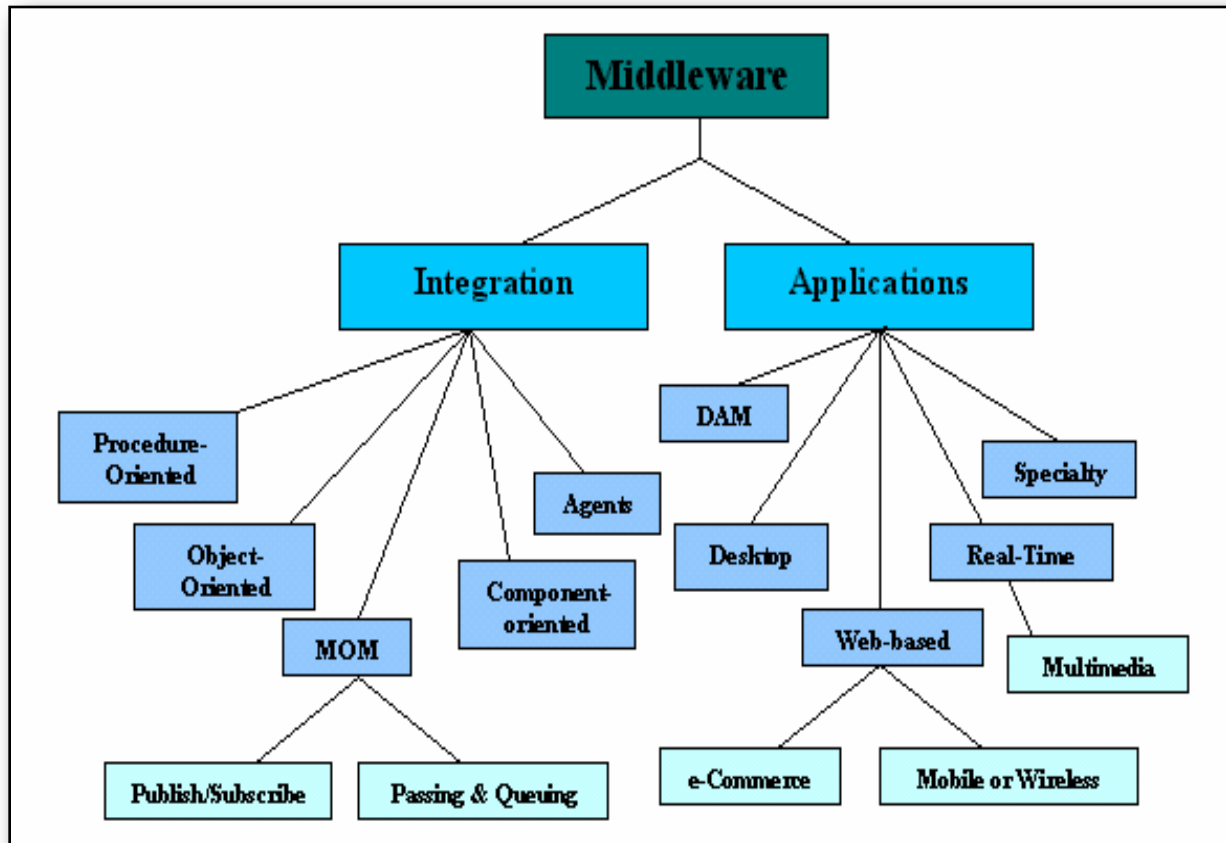 Middleware
Integration
Applications
Procedure-
Oriented
Object-
Oriented
MOM
Component-
oriented
Agents
DAM
Desktop
Web-based
Real-Time
Specialty
Publish/Subscribe
Passing & Queuing
e-Commerce
Mobile or Wireless
Multimedia